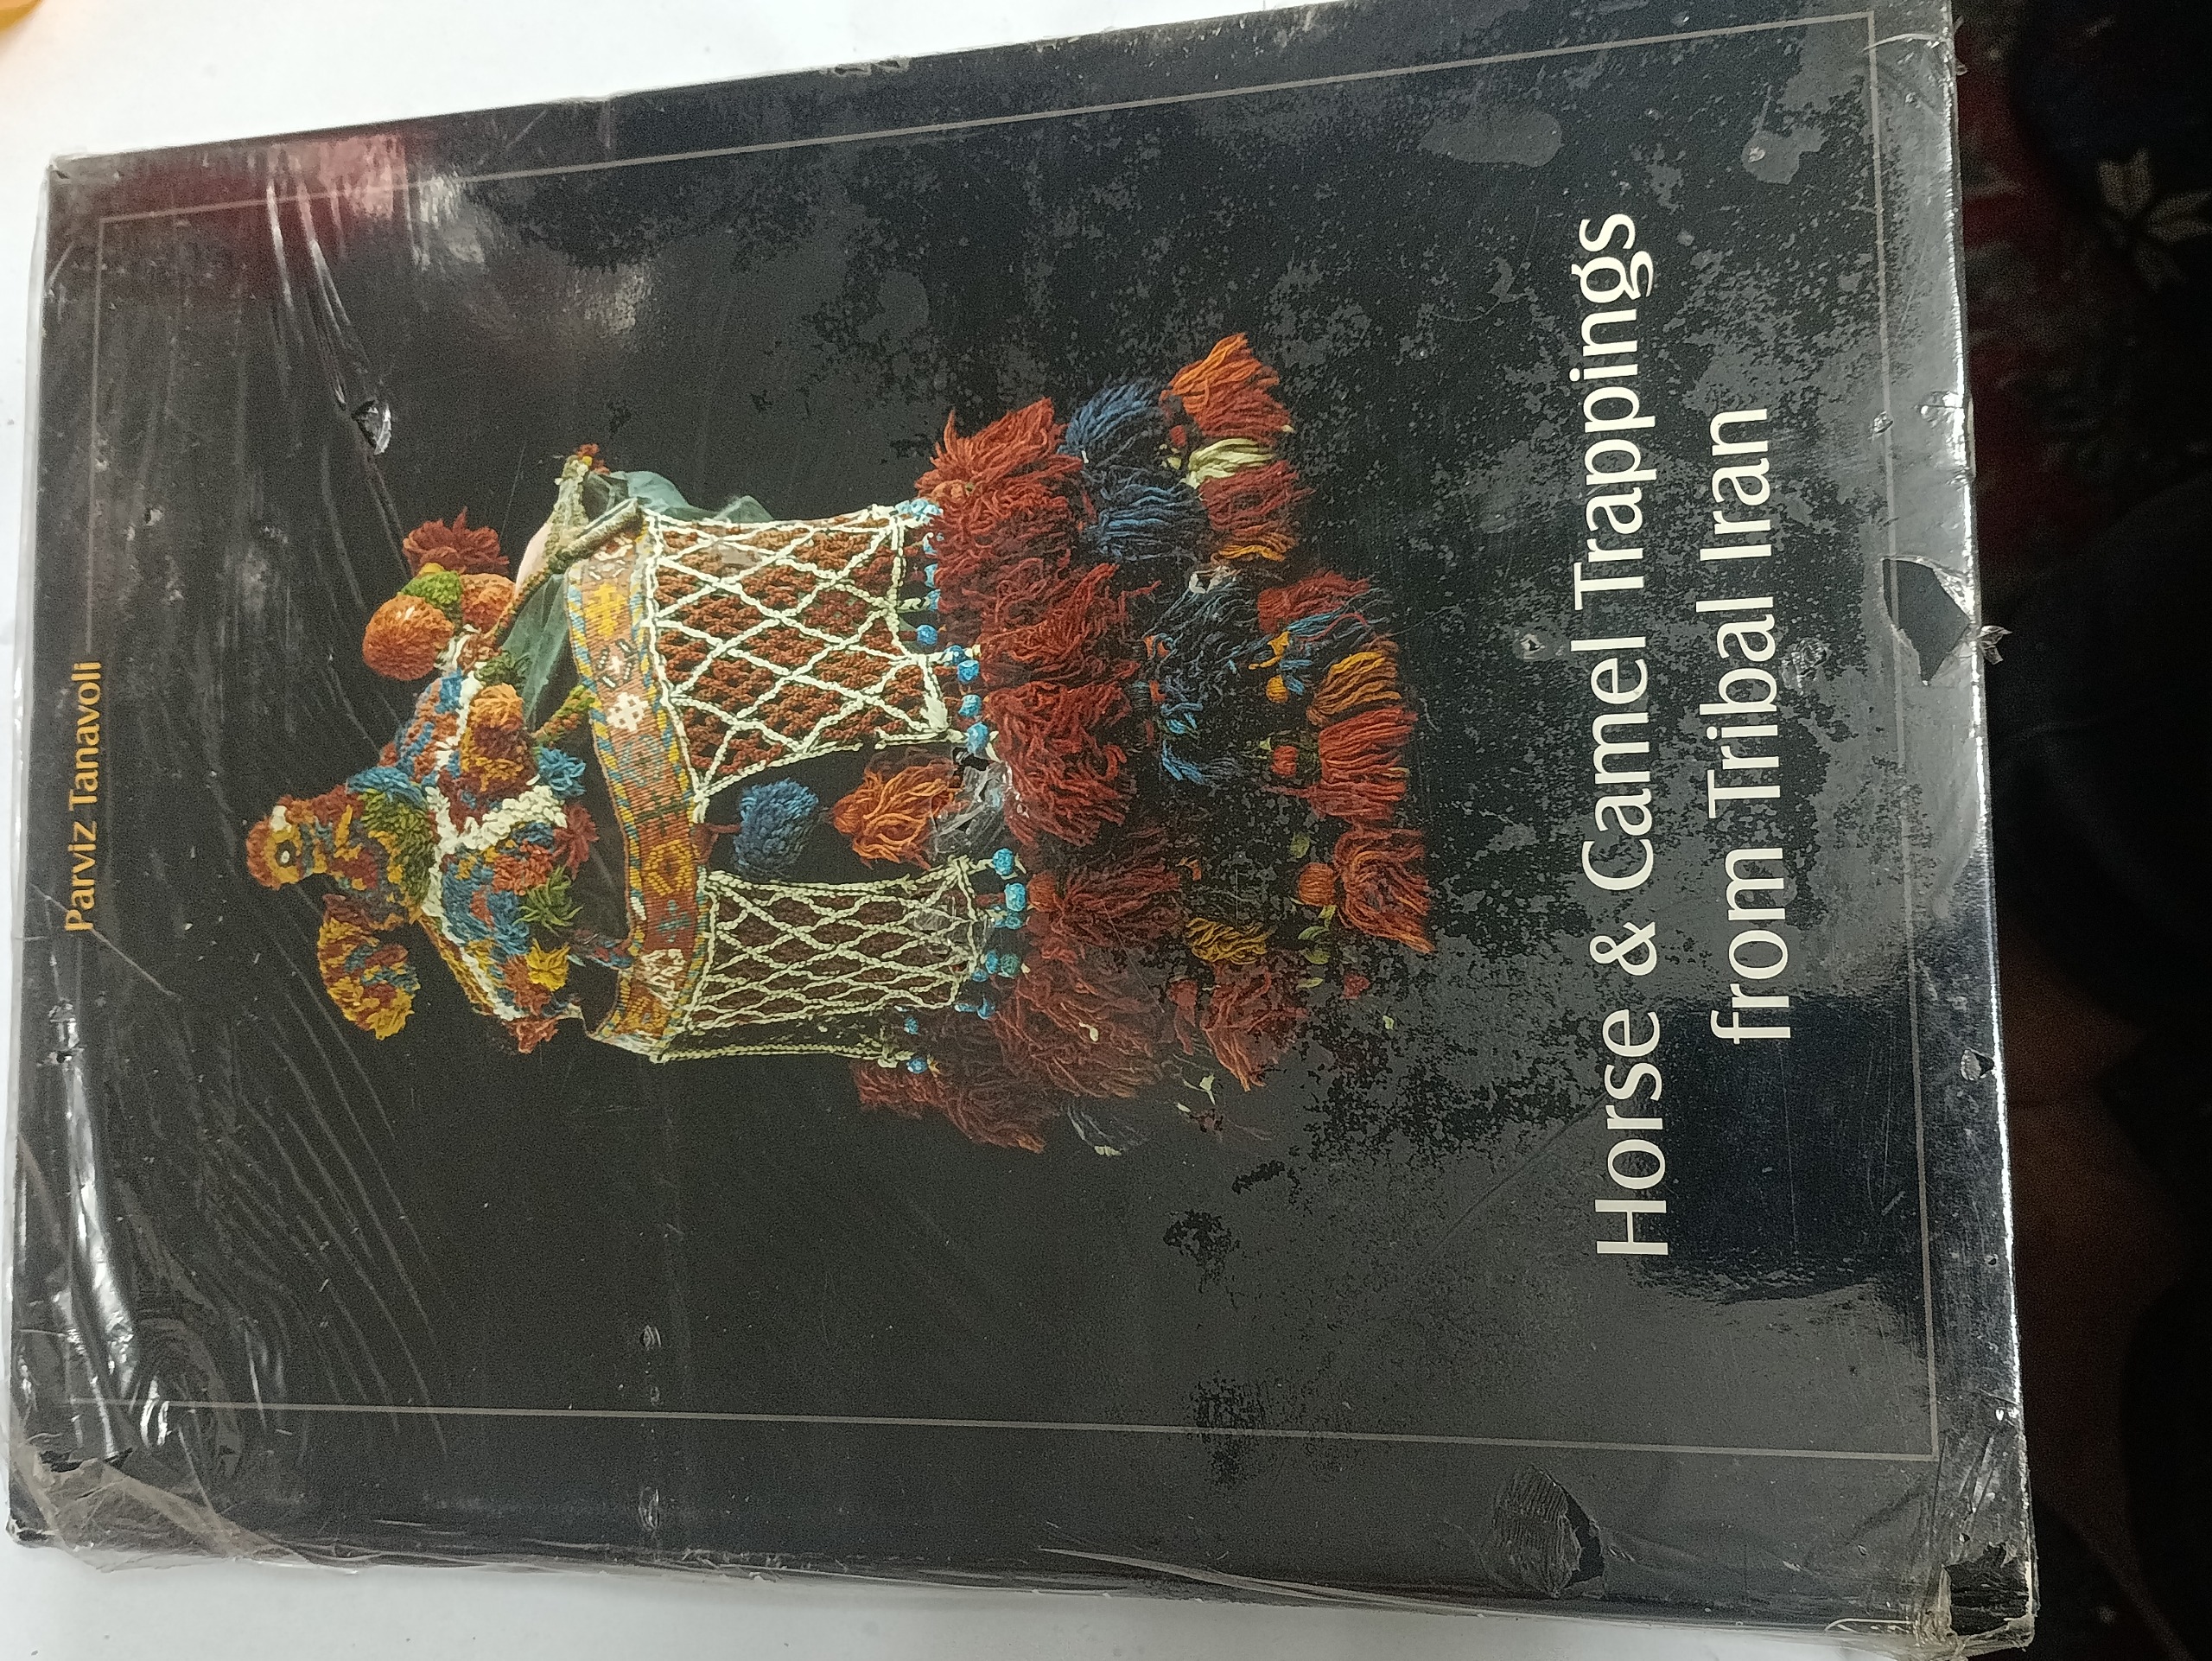 Parviz Tanavoli
Horse & Camel Trappings
from Tribal Iran